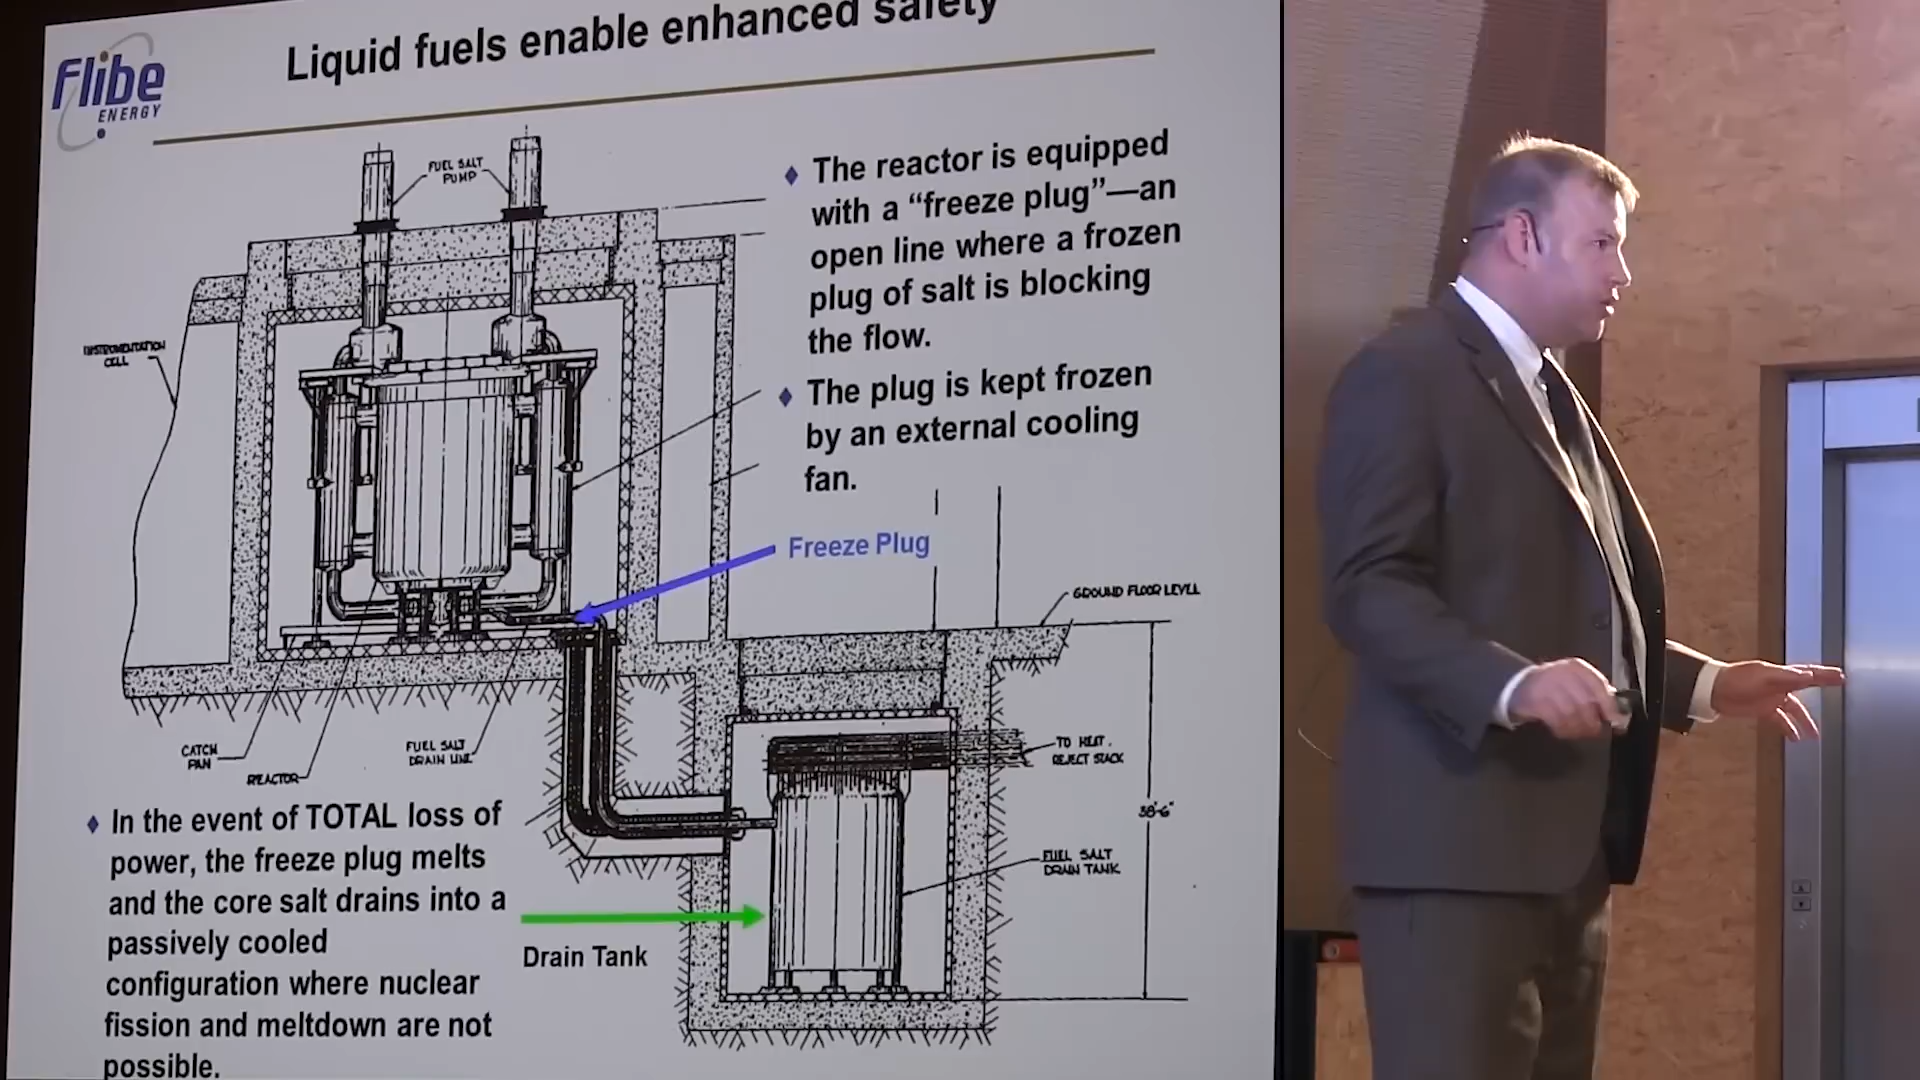 Liquid fuels enable enhanced safety
Flibe
ENERGY
FUEL SALT
PUMP
The reactor is equipped
with a “freeze plug”—an
open line where a frozen
plug of salt is blocking
the flow.
The plug is kept frozen
by an external cooling
fan.
INSTRUMENTATION
CELL
Freeze Plug
GROUND FLOOR LEVEL
CATCH
PAN
REACTOR
FUEL SALT
DRAIN LINE
TO HEAT
REJECT STACK
38'-6"
FUEL SALT
DRAIN TANK
In the event of TOTAL loss of
power, the freeze plug melts
and the core salt drains into a
passively cooled
configuration where nuclear
fission and meltdown are not
possible.
Drain Tank